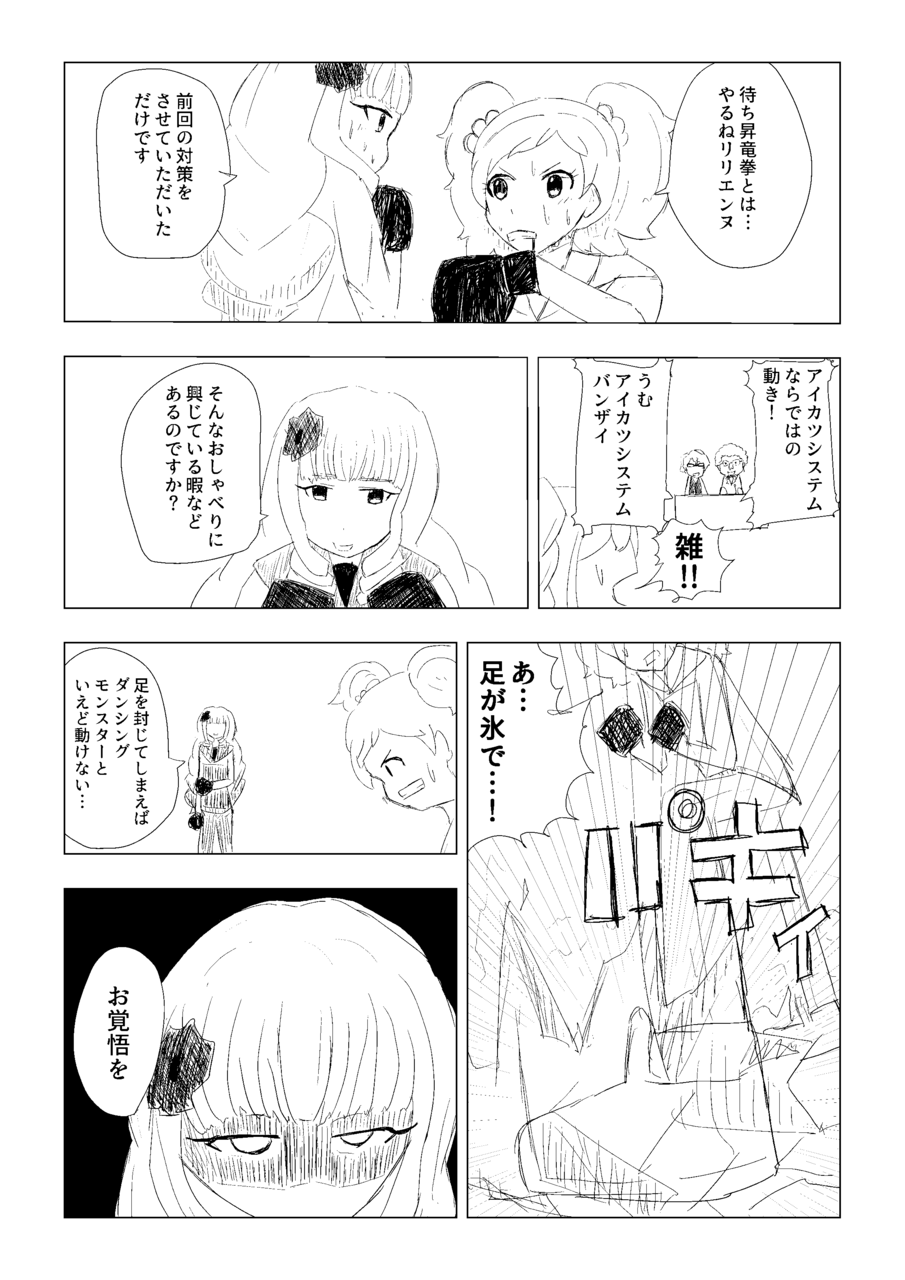 待ち昇竜拳とは…
やるねリリエンヌ
前回の対策を
させていただいた
だけです
アイカツシステム
ならではの
動き！
うむ
アイカツシステム
バンザイ
雑!!
そんなおしゃべりに
興じている暇など
あるのですか？
あ…
足が氷で…！
パキィ
足を封じてしまえば
ダンシング
モンスターと
いえど動けない…
お覚悟を